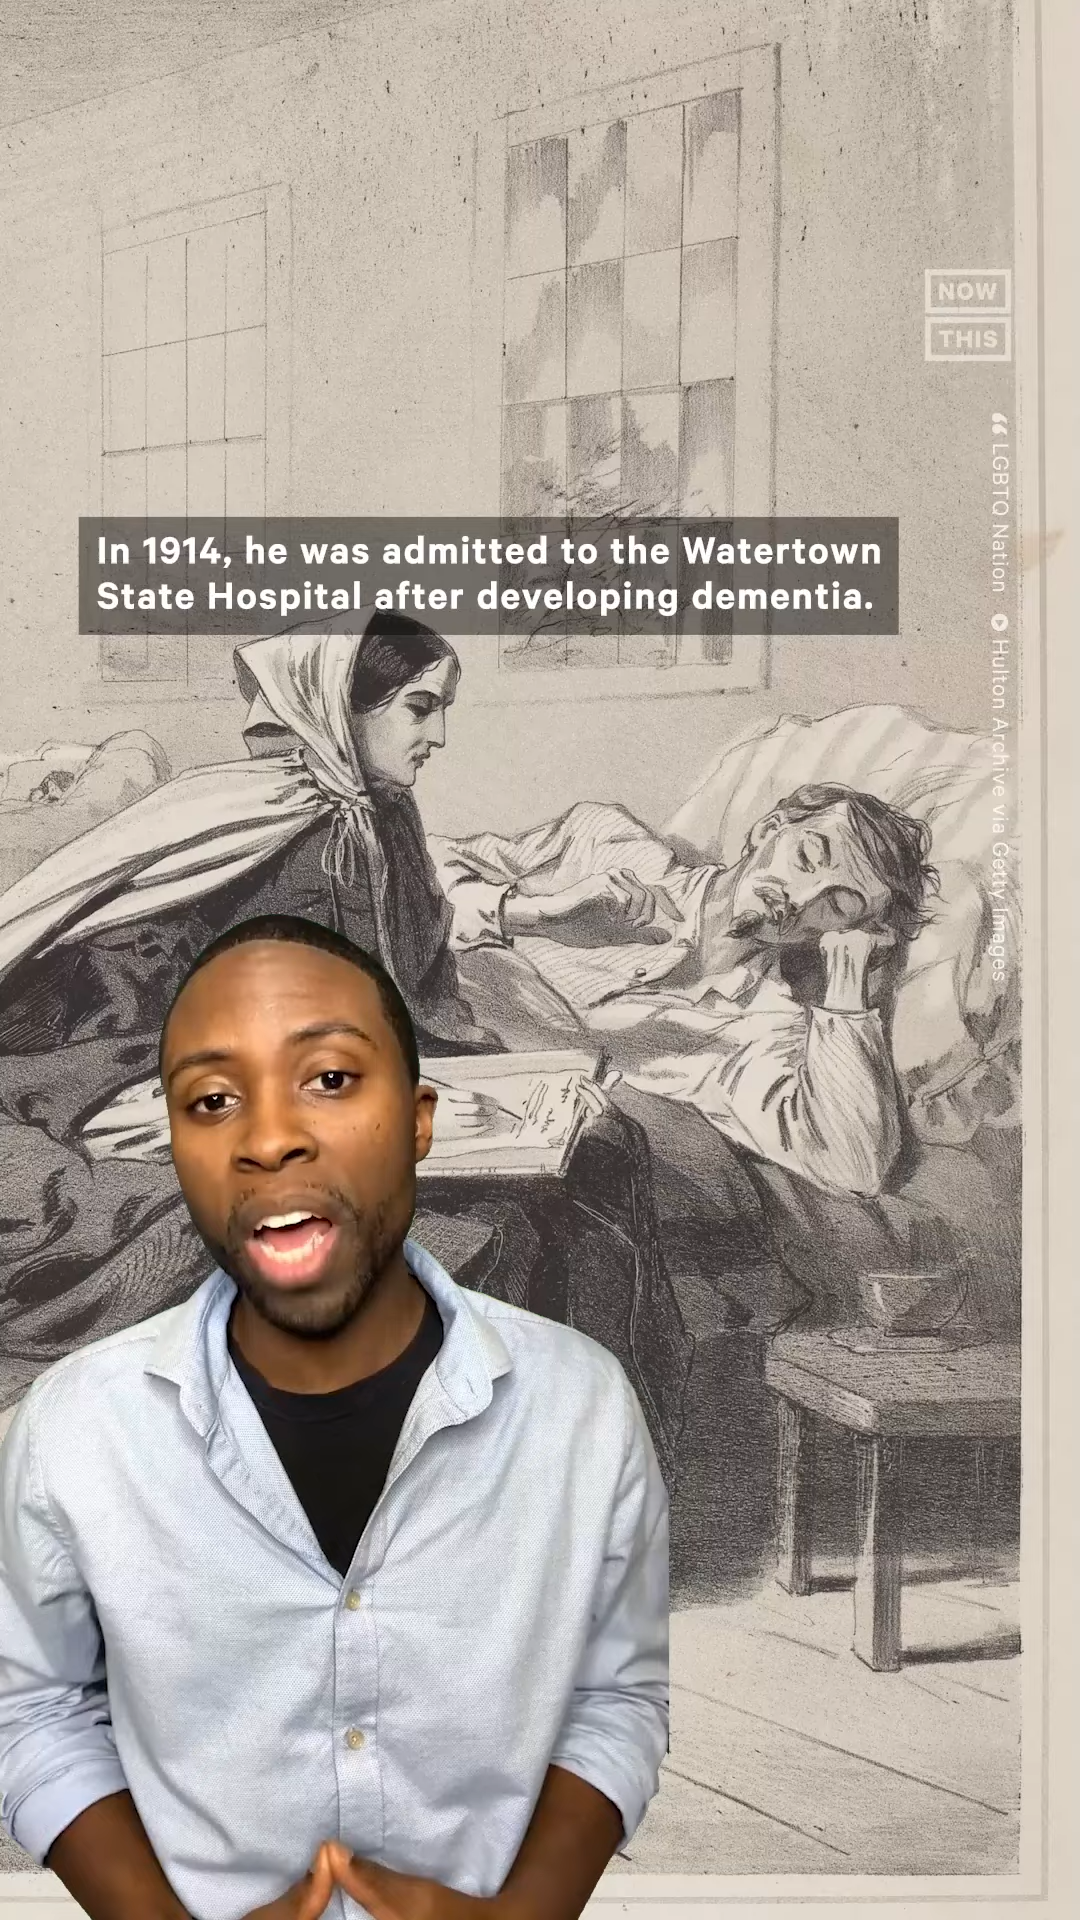 NOW
THIS
In 1914, he was admitted to the Watertown
State Hospital after developing dementia.
“ LGBTQ Nation Hulton Archive via Getty Images